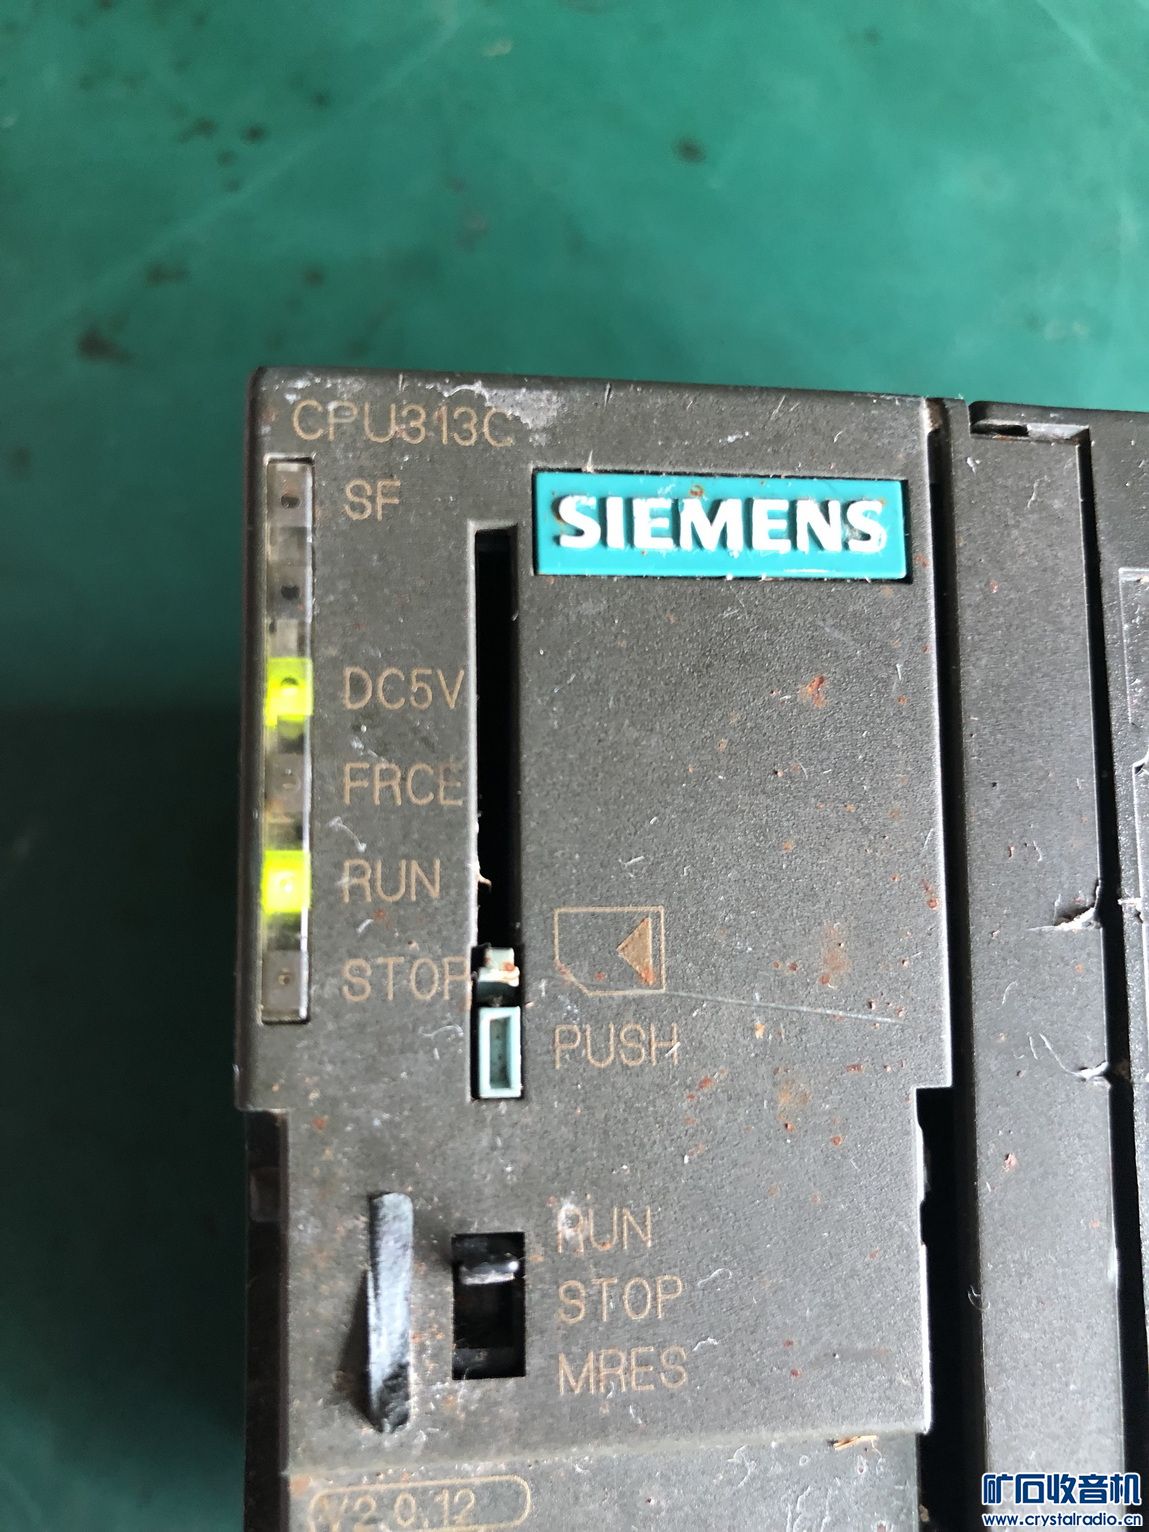 CPU313C
SF
SIEMENS
DC5V
FRCE
RUN
STOP
PUSH
RUN
STOP
MRES
V2.0.12
矿石收音机
www.crystalradio.cn